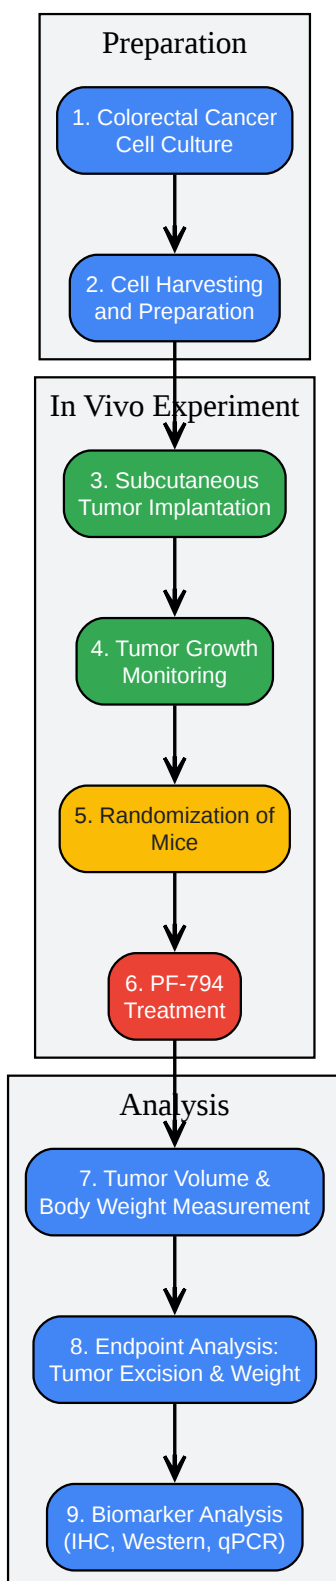 Preparation
1. Colorectal Cancer
Cell Culture
2. Cell Harvesting
and Preparation
In Vivo Experiment
3. Subcutaneous
Tumor Implantation
4. Tumor Growth
Monitoring
5. Randomization of
Mice
6. PF-794
Treatment
Analysis
7. Tumor Volume &
Body Weight Measurement
8. Endpoint Analysis:
Tumor Excision & Weight
9. Biomarker Analysis
(IHC, Western, qPCR)